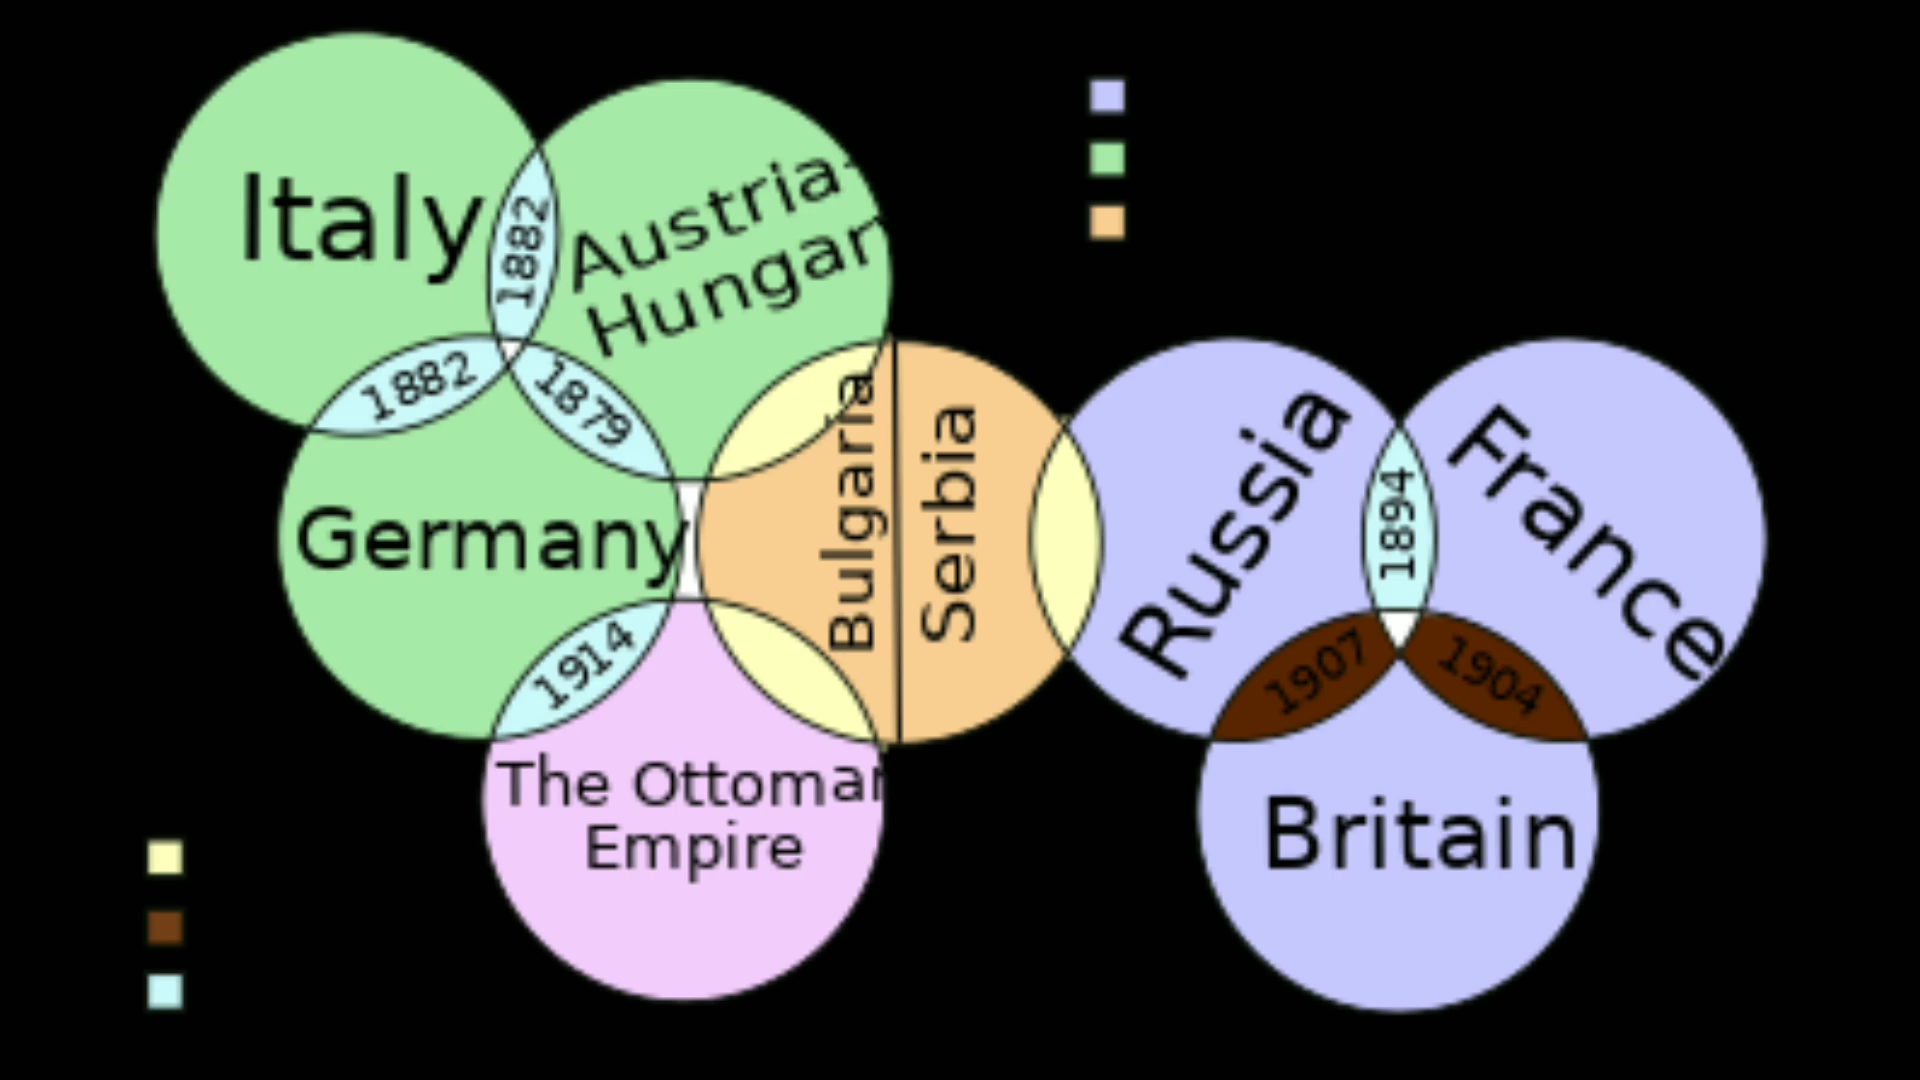 Italy
1882
Austria-
Hungar
1882
1879
Germany
Bulgaria
Serbia
Russia
1894
France
1914
1907
1904
The Ottoman
Empire
Britain